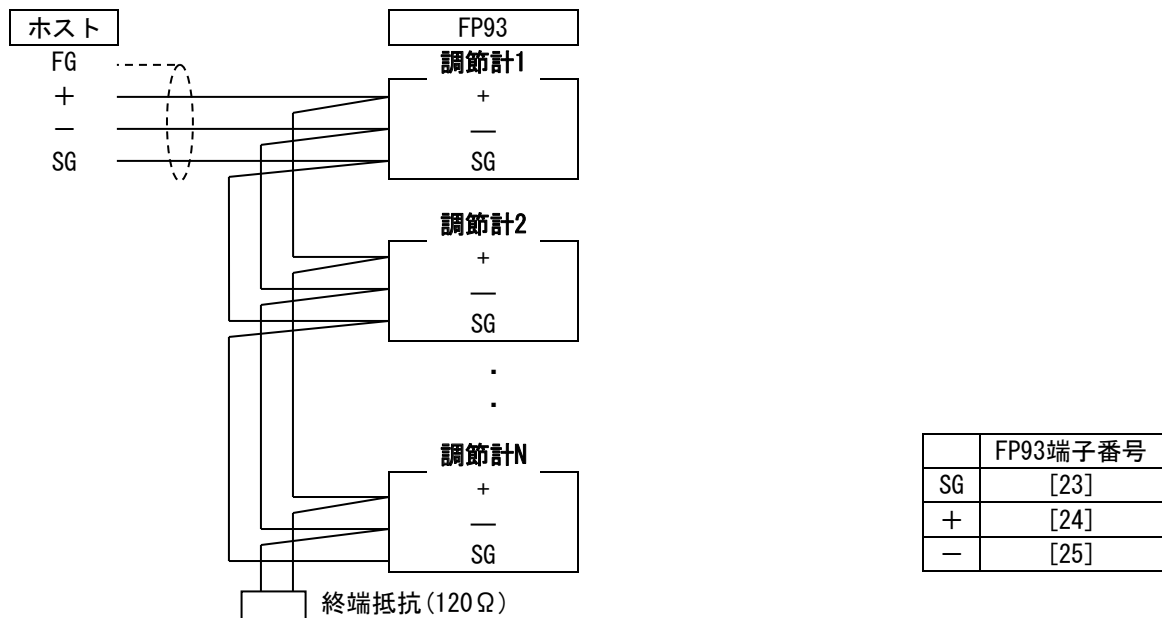 ホスト
FG
+
−
SG
FP93
調節計1
+
―
SG
調節計2
+
―
SG
・
・
調節計N
+
―
SG
終端抵抗(120Ω)
FP93端子番号
SG [23]
+ [24]
− [25]